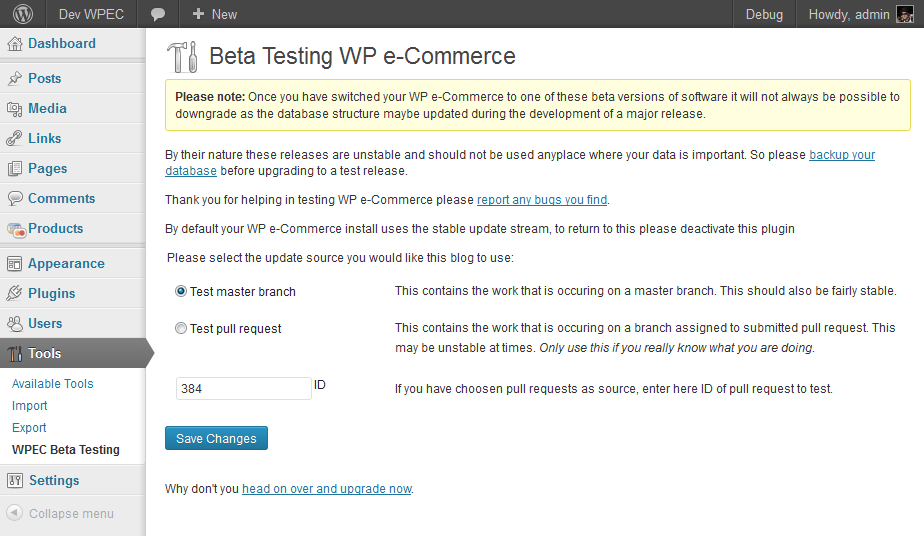 Dev WPEC
New
Debug
Howdy, admin
Dashboard
Posts
Media
Links
Pages
Comments
Products
Appearance
Plugins
Users
Tools
Available Tools
Import
Export
WPEC Beta Testing
Settings
Collapse menu
Beta Testing WP e-Commerce
Please note: Once you have switched your WP e-Commerce to one of these beta versions of software it will not always be possible to
downgrade as the database structure maybe updated during the development of a major release.
By their nature these releases are unstable and should not be used anyplace where your data is important. So please backup your
database before upgrading to a test release.
Thank you for helping in testing WP e-Commerce please report any bugs you find.
By default your WP e-Commerce install uses the stable update stream, to return to this please deactivate this plugin
Please select the update source you would like this blog to use:
Test master branch
This contains the work that is occuring on a master branch. This should also be fairly stable.
Test pull request
This contains the work that is occuring on a branch assigned to submitted pull request. This
may be unstable at times. Only use this if you really know what you are doing.
384 ID
If you have choosen pull requests as source, enter here ID of pull request to test.
Save Changes
Why don't you head on over and upgrade now.